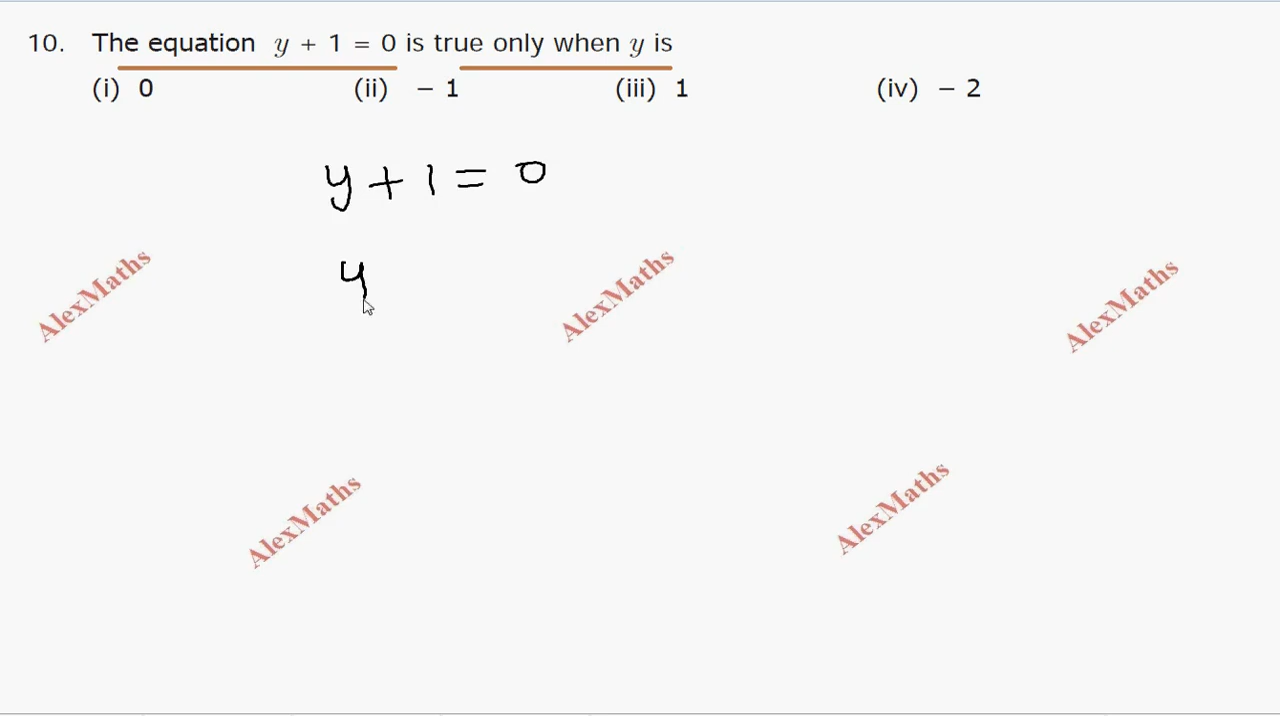 10. The equation y + 1 = 0 is true only when y is
(i) 0 (ii) – 1 (iii) 1 (iv) – 2
y + 1 = 0
y
AlexMaths AlexMaths AlexMaths
AlexMaths AlexMaths